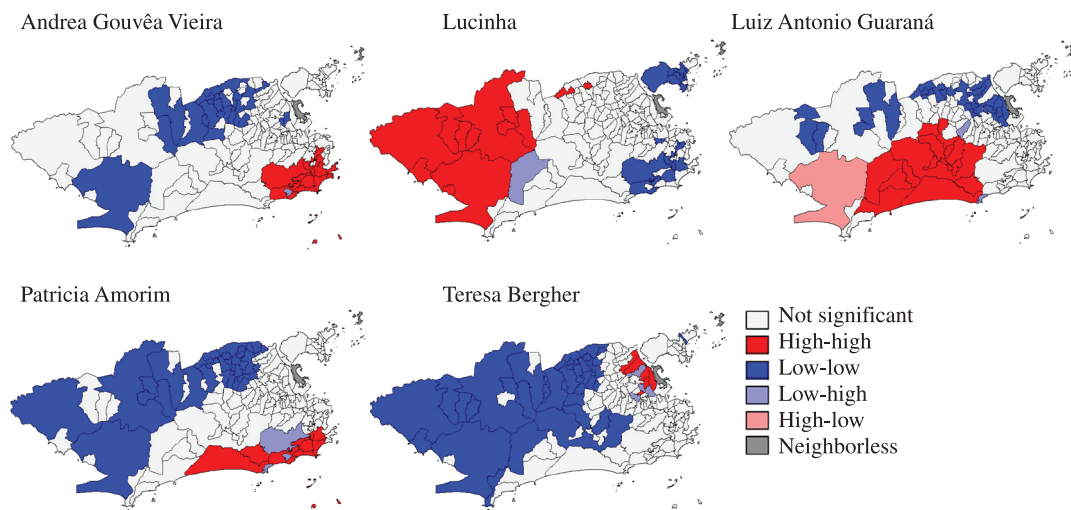 Andrea Gouvêa Vieira
Lucinha
Luiz Antonio Guaraná
Patricia Amorim
Teresa Bergher
Not significant
High-high
Low-low
Low-high
High-low
Neighborless